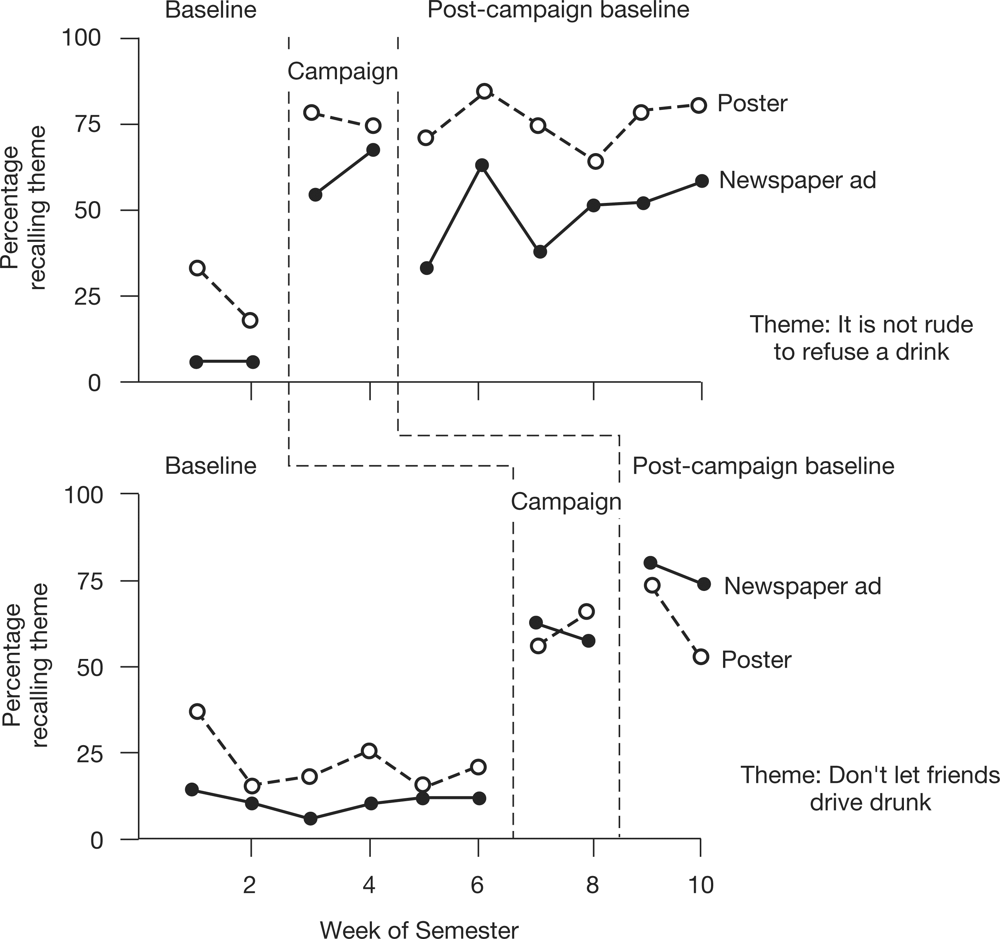 Baseline
Post-campaign baseline
100
Campaign
75
Poster
Percentage
recalling theme
Newspaper ad
50
25
Theme: It is not rude
to refuse a drink
0
Baseline
Post-campaign baseline
100
Campaign
75
Newspaper ad
Percentage
recalling theme
50
Poster
25
Theme: Don't let friends
drive drunk
0
2 4 6 8 10
Week of Semester